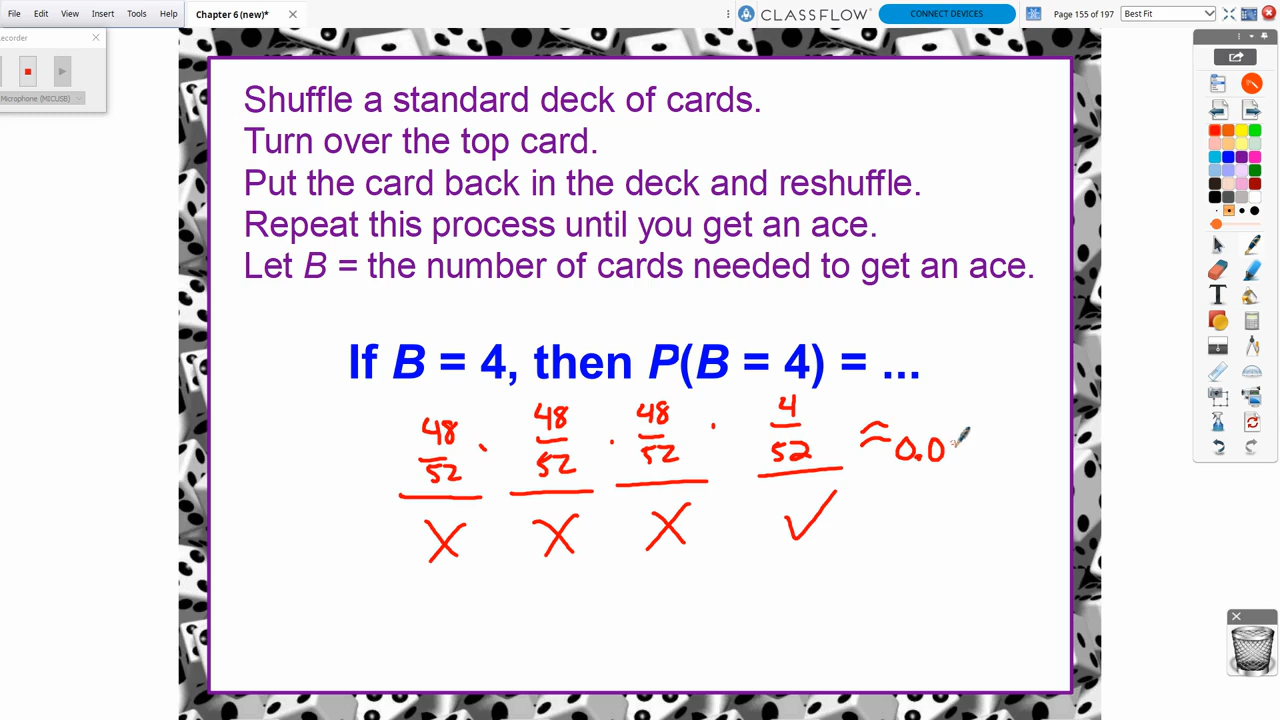 File Edit View Insert Tools Help Chapter 6 (new)* CLASSFLOW CONNECT DEVICES Page 155 of 197 Best Fit
ecorder
Microphone (MICUSB)
Shuffle a standard deck of cards.
Turn over the top card.
Put the card back in the deck and reshuffle.
Repeat this process until you get an ace.
Let B = the number of cards needed to get an ace.
If B = 4, then P(B = 4) = ...
48/52 · 48/52 · 48/52 · 4/52 ≈ 0.0
X X X ✓